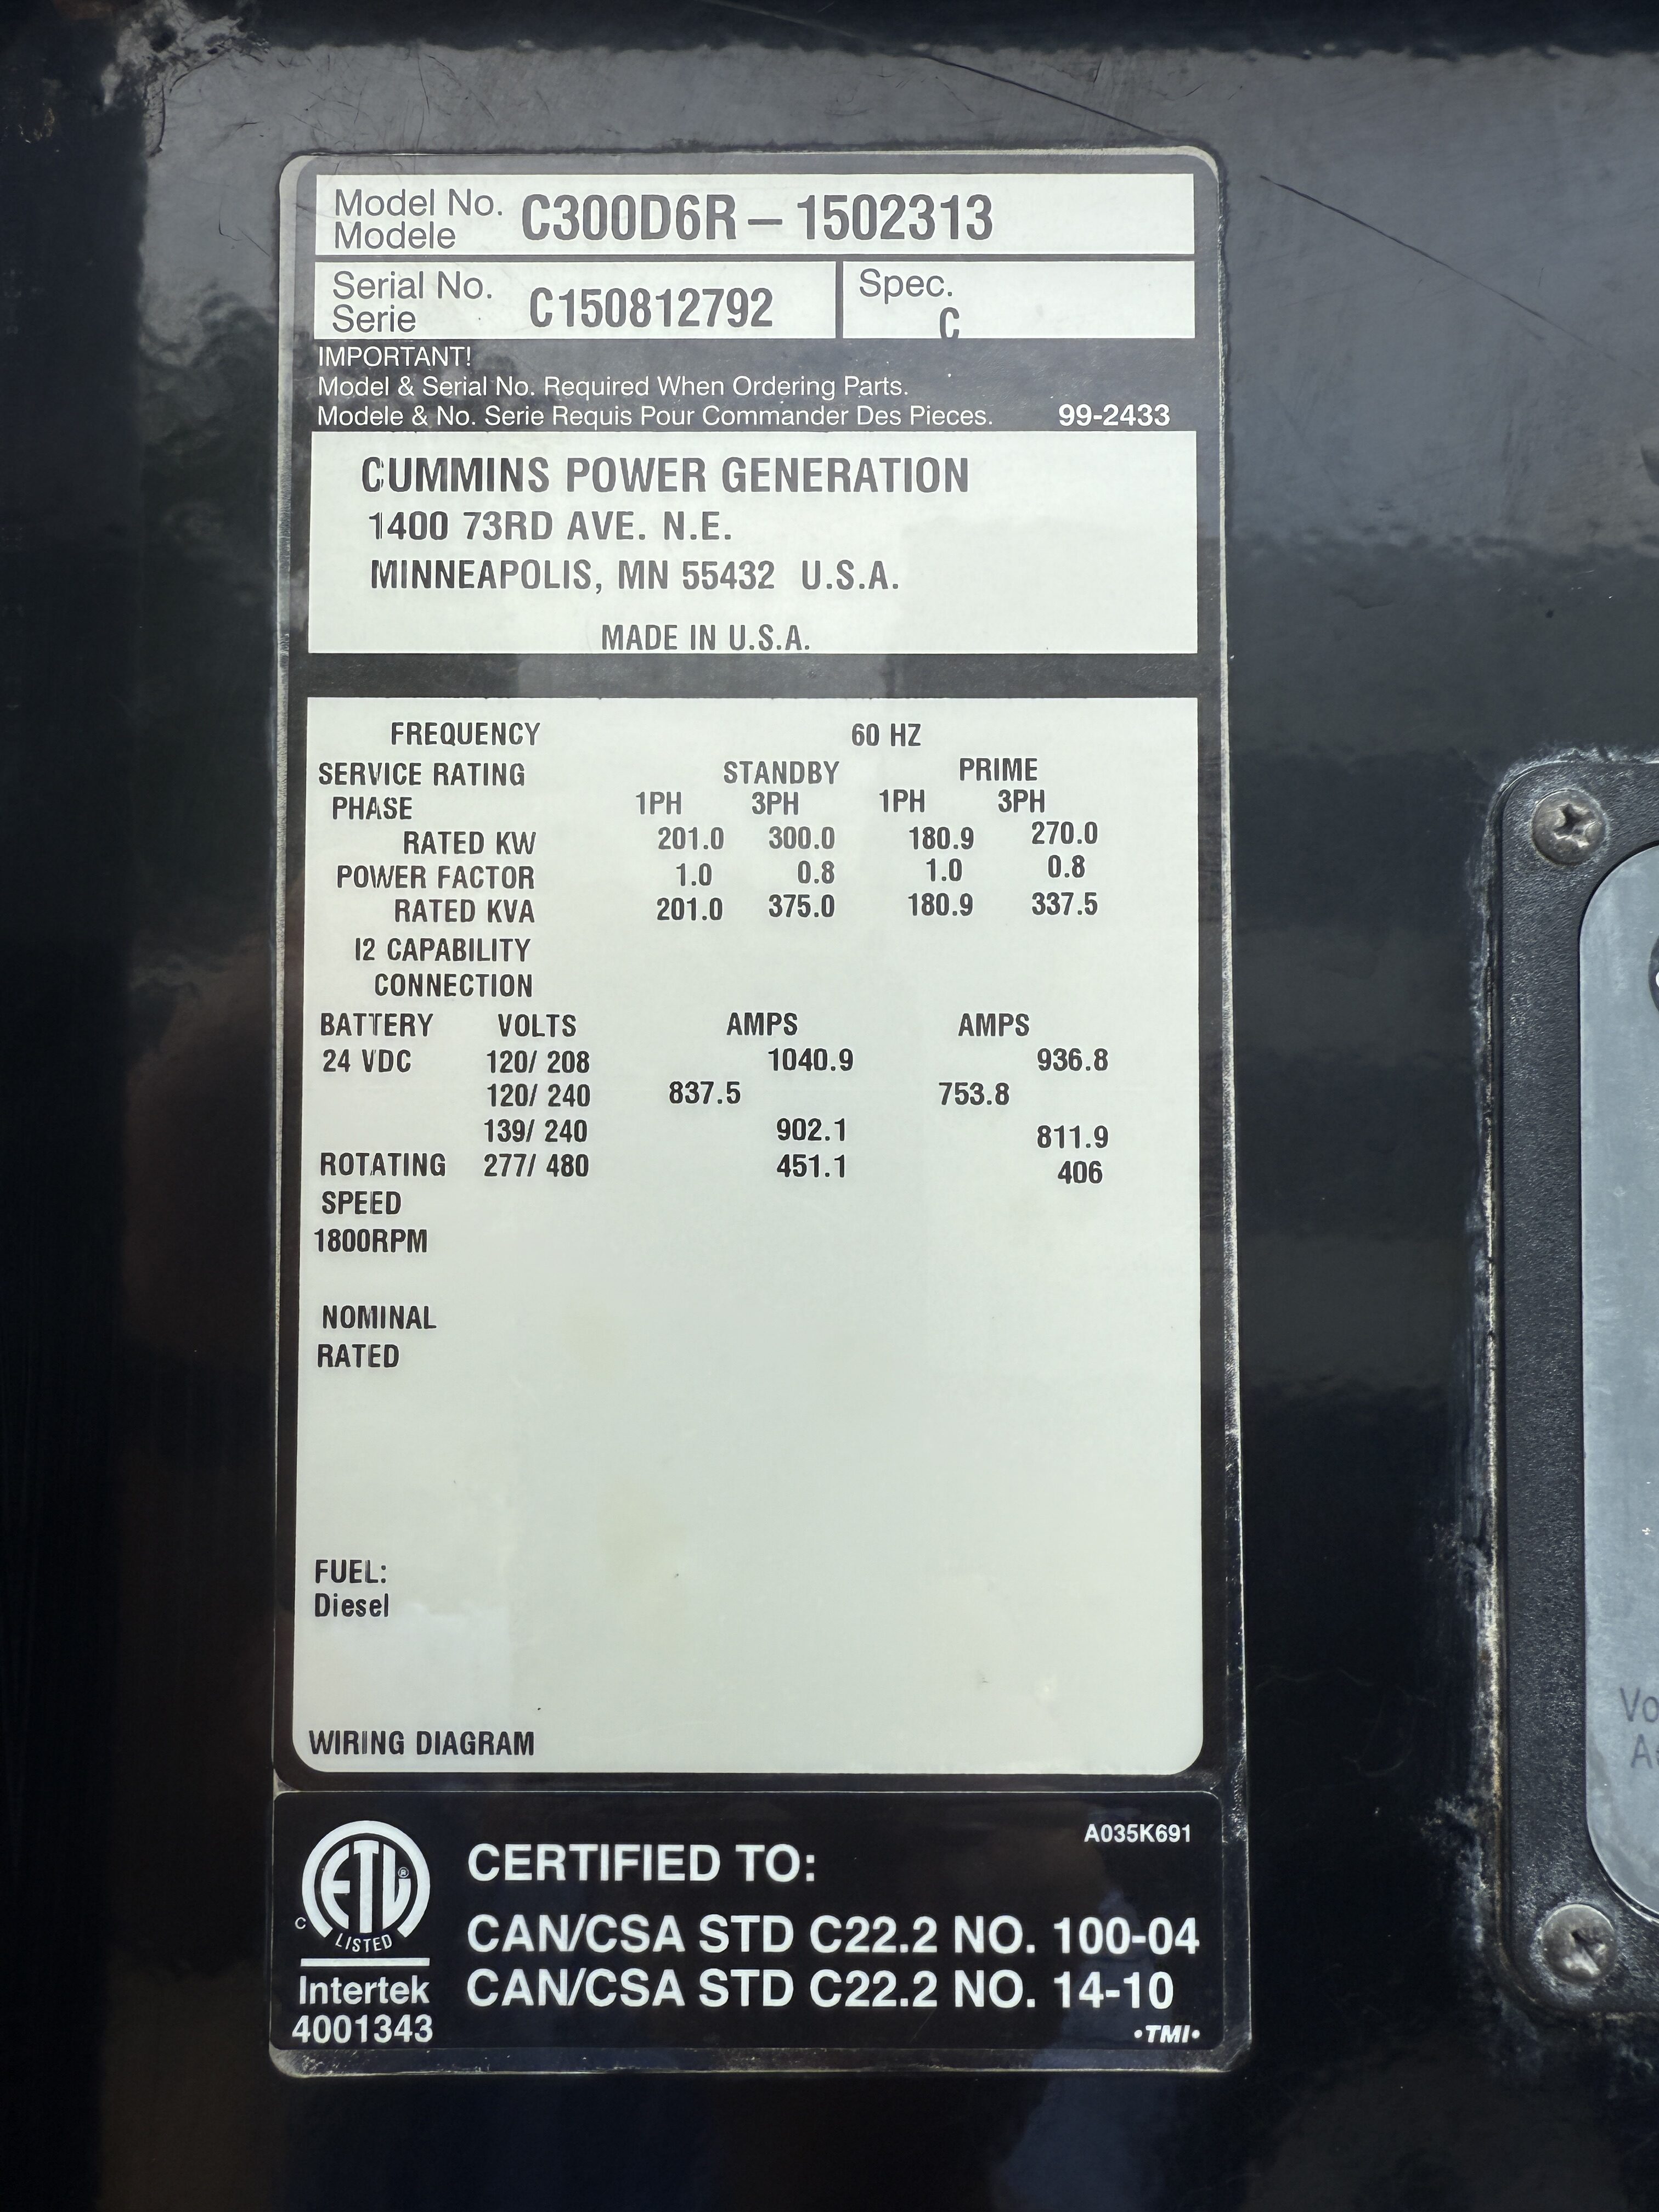 Model No. C300D6R – 1502313
Modele
Serial No. C150812792
Serie
Spec.
C
IMPORTANT!
Model & Serial No. Required When Ordering Parts.
Modele & No. Serie Requis Pour Commander Des Pieces. 99-2433
CUMMINS POWER GENERATION
1400 73RD AVE. N.E.
MINNEAPOLIS, MN 55432 U.S.A.
MADE IN U.S.A.
FREQUENCY 60 HZ
SERVICE RATING STANDBY PRIME
PHASE 1PH 3PH 1PH 3PH
RATED KW 201.0 300.0 180.9 270.0
POWER FACTOR 1.0 0.8 1.0 0.8
RATED KVA 201.0 375.0 180.9 337.5
I2 CAPABILITY
CONNECTION
BATTERY VOLTS AMPS AMPS
24 VDC 120/ 208 1040.9 936.8
120/ 240 837.5 753.8
139/ 240 902.1 811.9
ROTATING 277/ 480 451.1 406
SPEED
1800RPM
NOMINAL
RATED
FUEL:
Diesel
WIRING DIAGRAM
A035K691
ETL ®
C LISTED
Intertek
4001343
CERTIFIED TO:
CAN/CSA STD C22.2 NO. 100-04
CAN/CSA STD C22.2 NO. 14-10
•TMI•